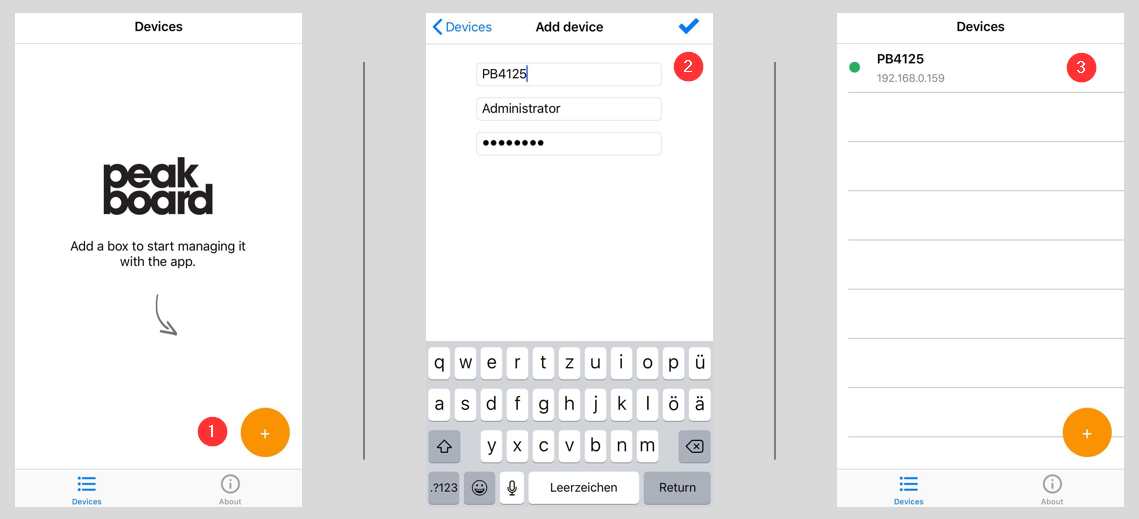 Devices
peak
board
Add a box to start managing it
with the app.
1
+
Devices
About
Devices
Add device
2
PB4125
Administrator
●●●●●●●●
q w e r t z u i o p ü
a s d f g h j k l ö ä
y x c v b n m
.?123
Leerzeichen
Return
Devices
PB4125
3
192.168.0.159
+
Devices
About